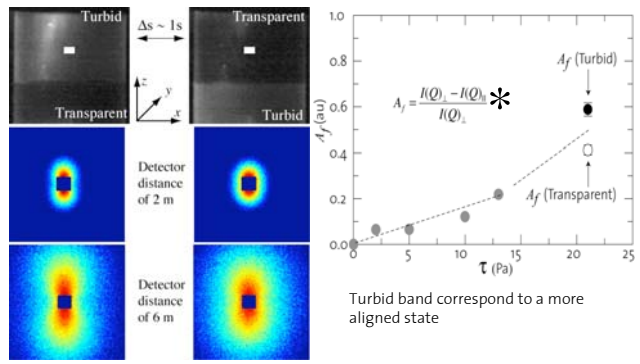 Turbid
Transparent
Δs ~ 1s
Transparent
Turbid
z
y
x
Detector
distance
of 2 m
Detector
distance
of 6 m
A_f (au)
1.0
0.8
0.6
0.4
0.2
0.0
A_f = (I(Q)⊥ − I(Q)∥) / I(Q)⊥ *
A_f (Turbid)
A_f (Transparent)
0 5 10 15 20 25
τ (Pa)
Turbid band correspond to a more
aligned state